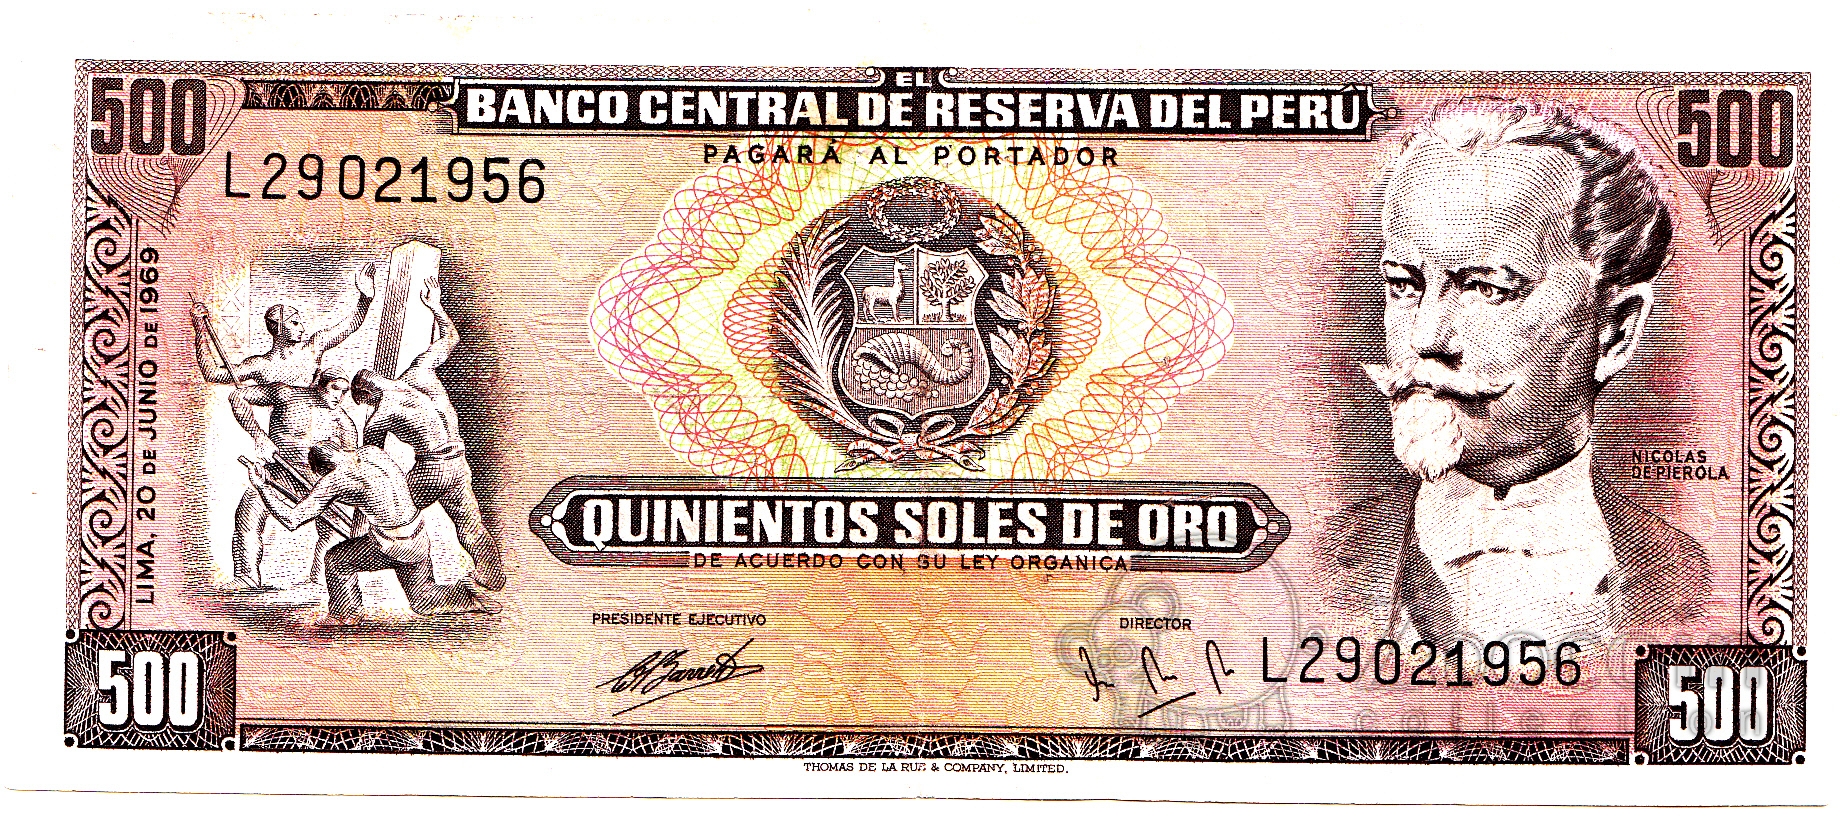 500
EL
BANCO CENTRAL DE RESERVA DEL PERÚ
500
PAGARÁ AL PORTADOR
L29021956
LIMA, 20 DE JUNIO DE 1969
NICOLAS
DE PIEROLA
QUINIENTOS SOLES DE ORO
DE ACUERDO CON SU LEY ORGANICA
PRESIDENTE EJECUTIVO
DIRECTOR
L29021956
500
500
collection
THOMAS DE LA RUE & COMPANY, LIMITED.